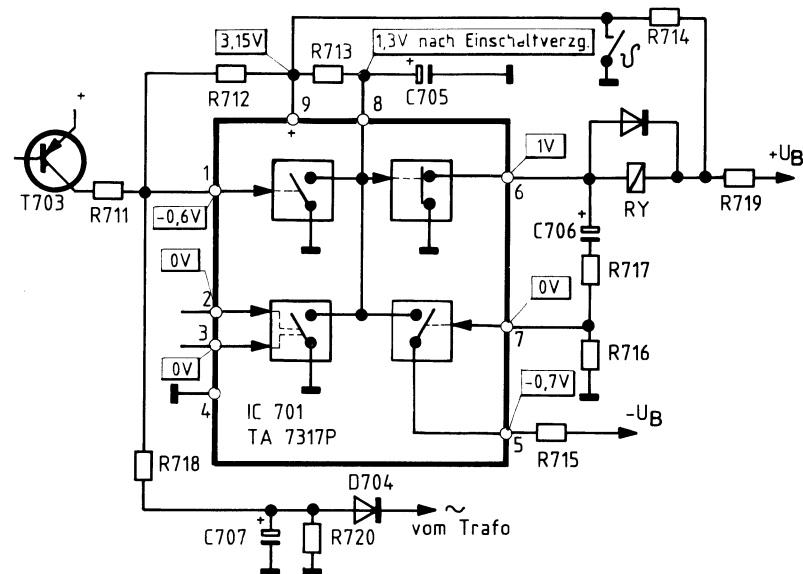 3,15V
R713
1,3V nach Einschaltverzg.
R714
R712
+
C705
9
8
+
T703
R711
1
-0,6V
+
1V
6
+UB
RY
R719
+
C706
R717
0V
2
3
0V
0V
7
R716
-0,7V
4
IC 701
TA 7317P
5
-UB
R715
R718
D704
~
vom Trafo
+
C707
R720